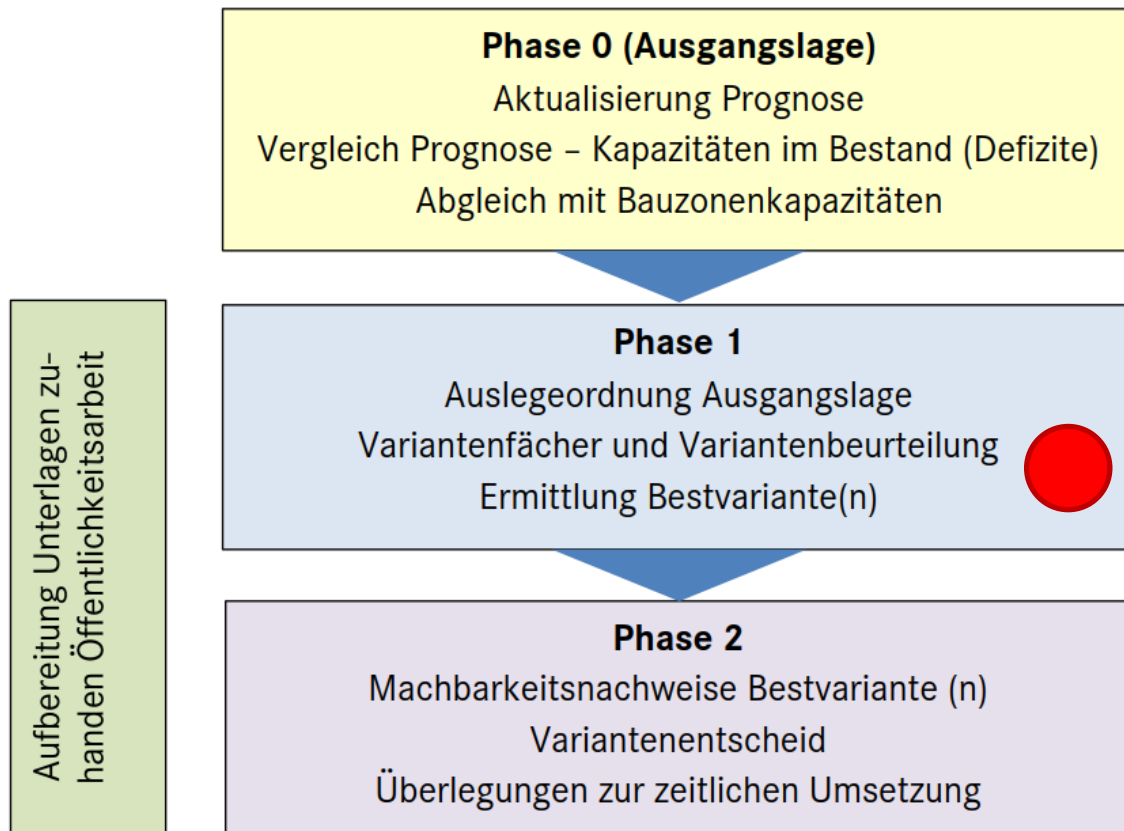 Phase 0 (Ausgangslage)
Aktualisierung Prognose
Vergleich Prognose – Kapazitäten im Bestand (Defizite)
Abgleich mit Bauzonenkapazitäten
Aufbereitung Unterlagen zu-
handen Öffentlichkeitsarbeit
Phase 1
Auslegeordnung Ausgangslage
Variantenfächer und Variantenbeurteilung
Ermittlung Bestvariante(n)
Phase 2
Machbarkeitsnachweise Bestvariante (n)
Variantenentscheid
Überlegungen zur zeitlichen Umsetzung